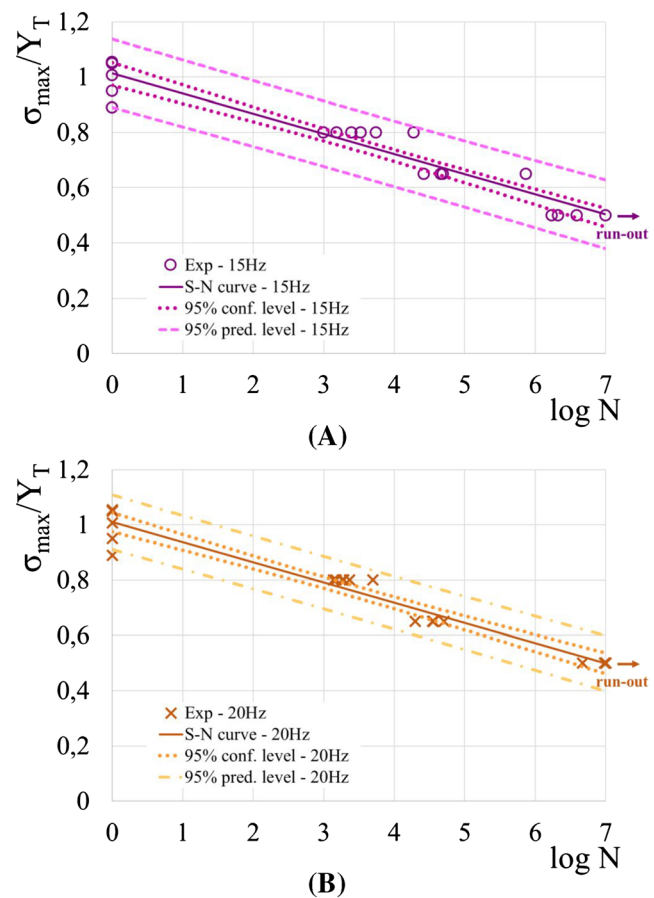 1,2
1
0,8
0,6
0,4
0,2
0
σmax/YT
run-out
Exp - 15Hz
S-N curve - 15Hz
95% conf. level - 15Hz
95% pred. level - 15Hz
0 1 2 3 4 5 6 7
log N
(A)
1,2
1
0,8
0,6
0,4
0,2
0
σmax/YT
run-out
Exp - 20Hz
S-N curve - 20Hz
95% conf. level - 20Hz
95% pred. level - 20Hz
0 1 2 3 4 5 6 7
log N
(B)